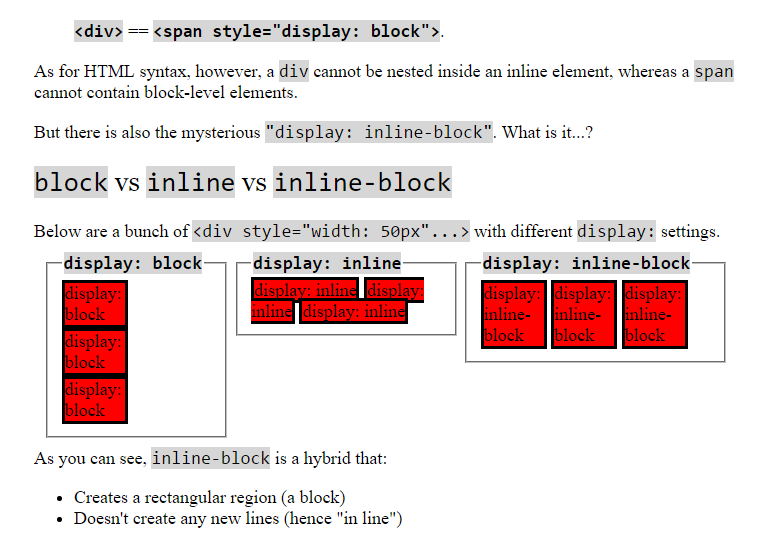 <div> == <span style="display: block">.
As for HTML syntax, however, a div cannot be nested inside an inline element, whereas a span
cannot contain block-level elements.
But there is also the mysterious "display: inline-block". What is it...?
block vs inline vs inline-block
Below are a bunch of <div style="width: 50px"...> with different display: settings.
display: block
display:
block
display:
block
display:
block
display: inline
display: inline display:
inline display: inline
display: inline-block
display: display: display:
inline- inline- inline-
block block block
As you can see, inline-block is a hybrid that:
• Creates a rectangular region (a block)
• Doesn't create any new lines (hence "in line")